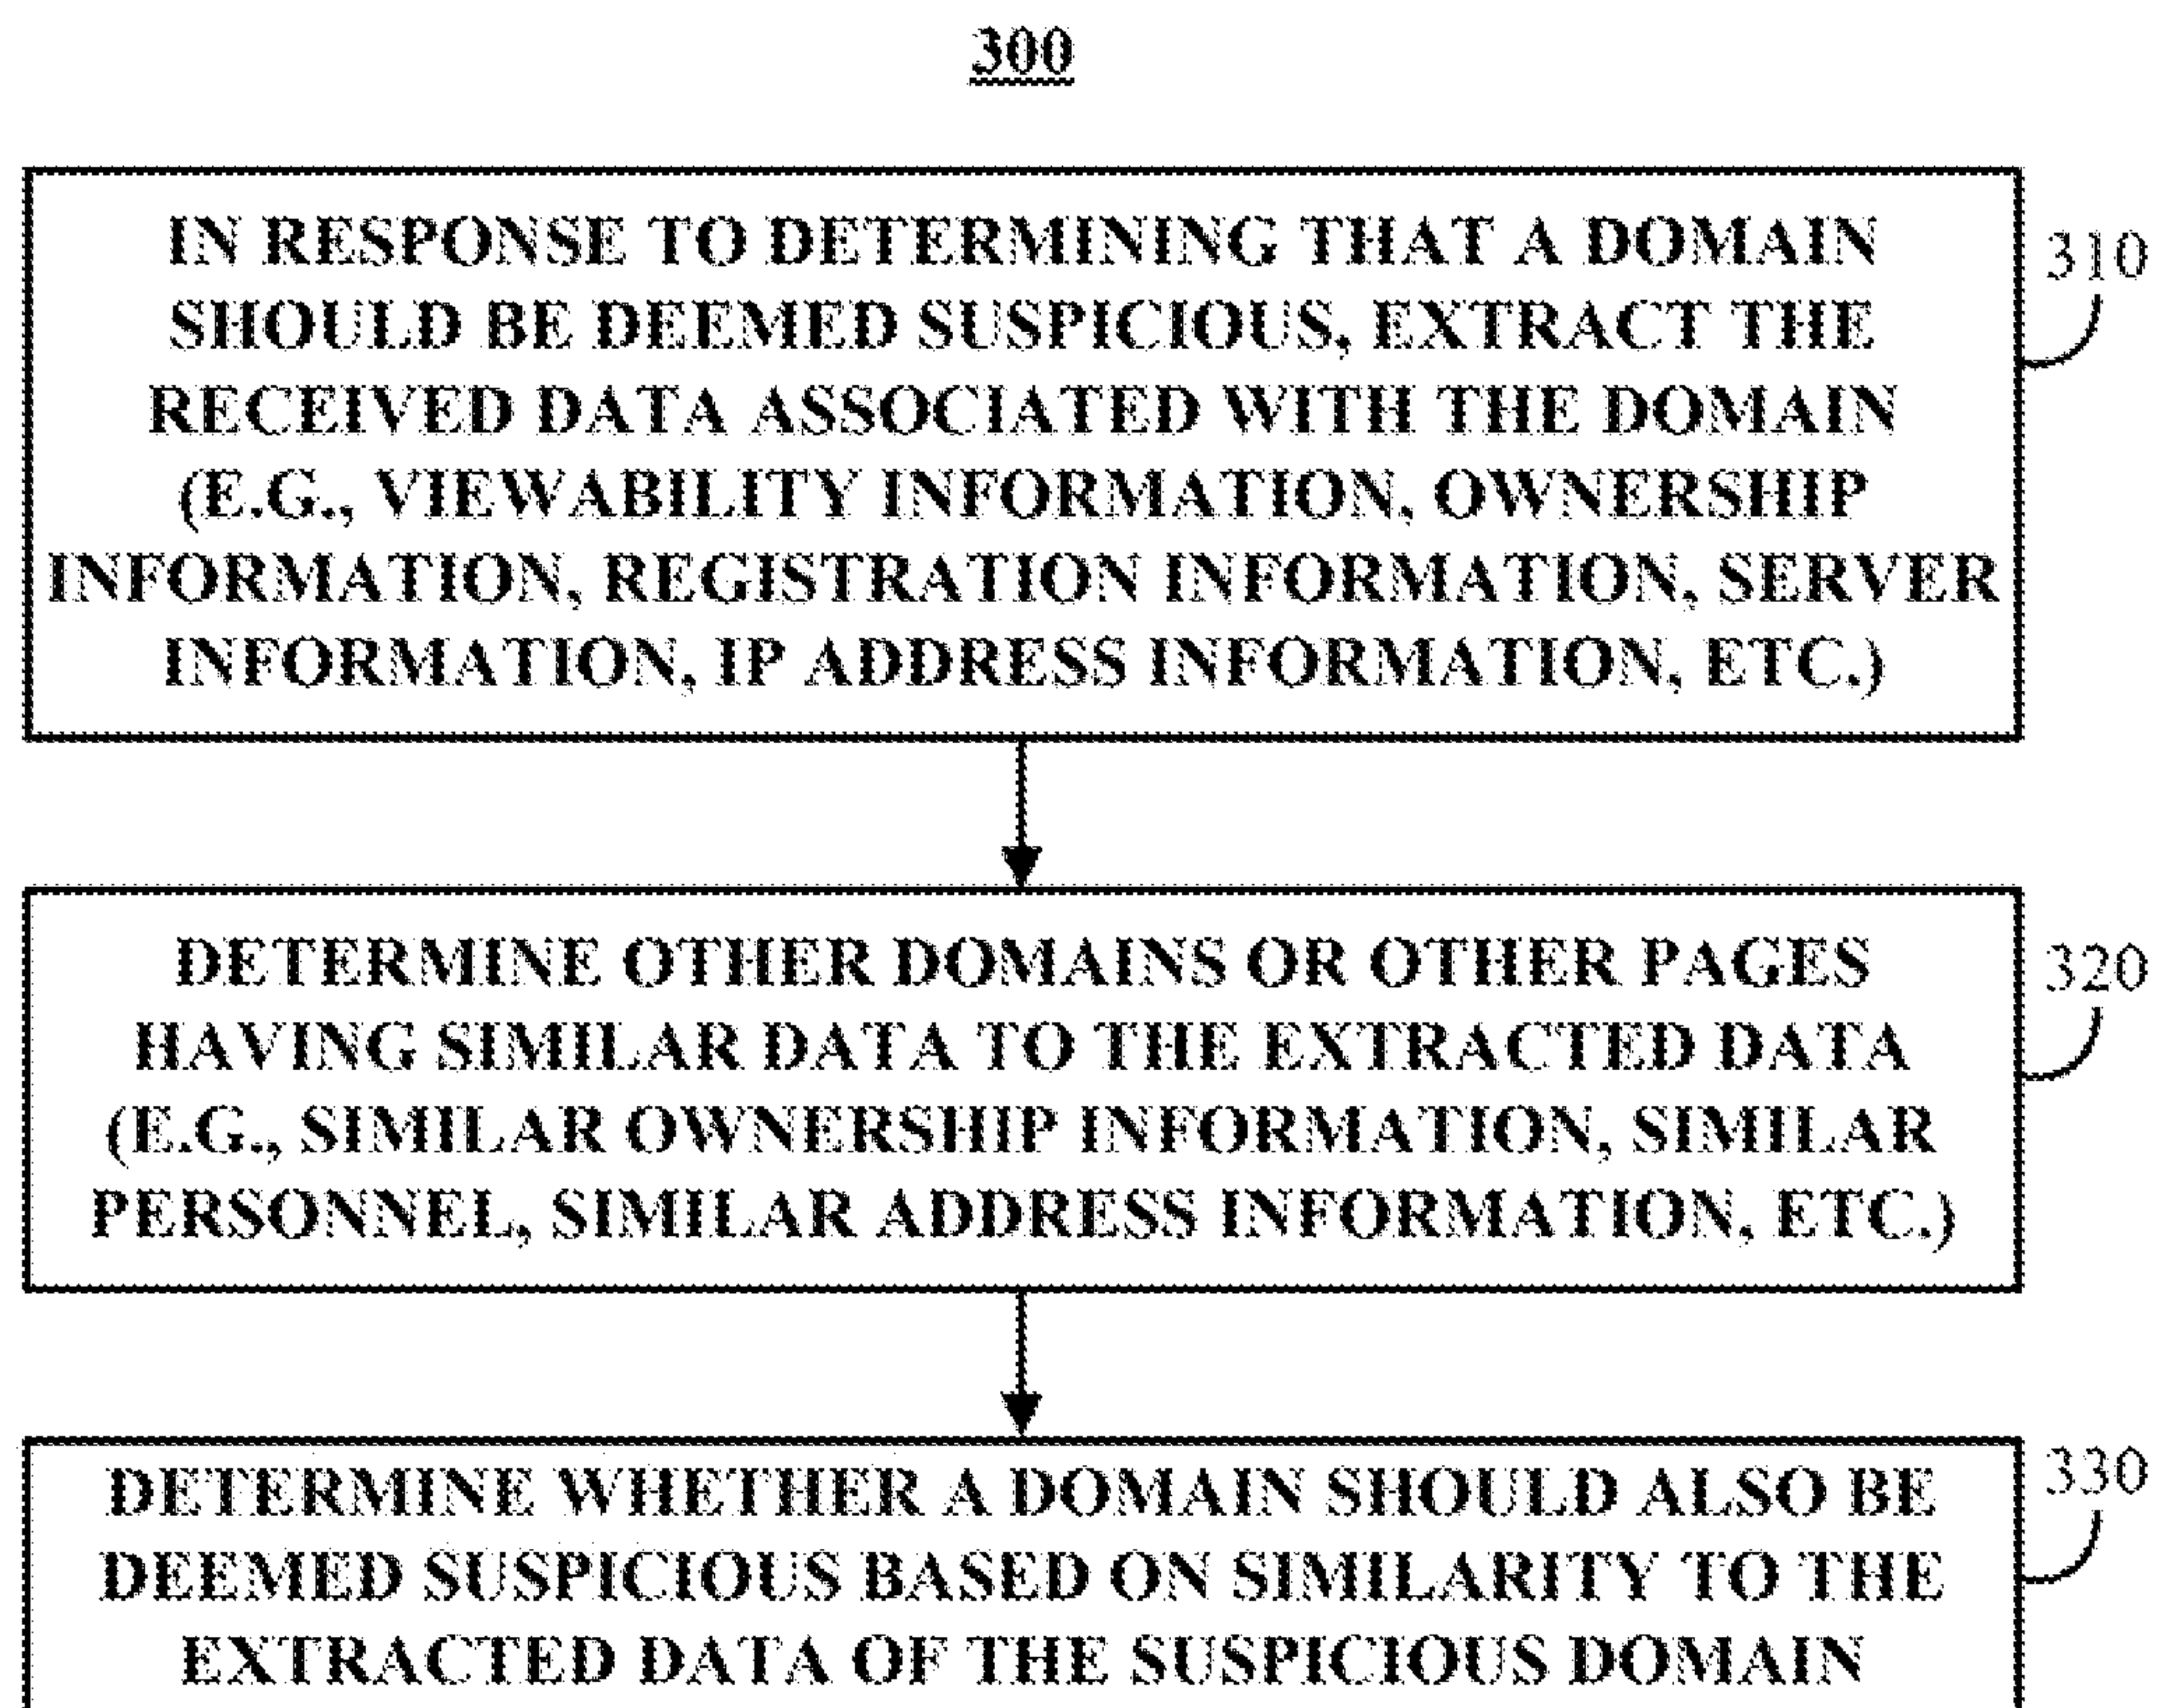 300
IN RESPONSE TO DETERMINING THAT A DOMAIN
SHOULD BE DEEMED SUSPICIOUS, EXTRACT THE
RECEIVED DATA ASSOCIATED WITH THE DOMAIN
(E.G., VIEWABILITY INFORMATION, OWNERSHIP
INFORMATION, REGISTRATION INFORMATION, SERVER
INFORMATION, IP ADDRESS INFORMATION, ETC.)
310
DETERMINE OTHER DOMAINS OR OTHER PAGES
HAVING SIMILAR DATA TO THE EXTRACTED DATA
(E.G., SIMILAR OWNERSHIP INFORMATION, SIMILAR
PERSONNEL, SIMILAR ADDRESS INFORMATION, ETC.)
320
DETERMINE WHETHER A DOMAIN SHOULD ALSO BE
DEEMED SUSPICIOUS BASED ON SIMILARITY TO THE
EXTRACTED DATA OF THE SUSPICIOUS DOMAIN
330